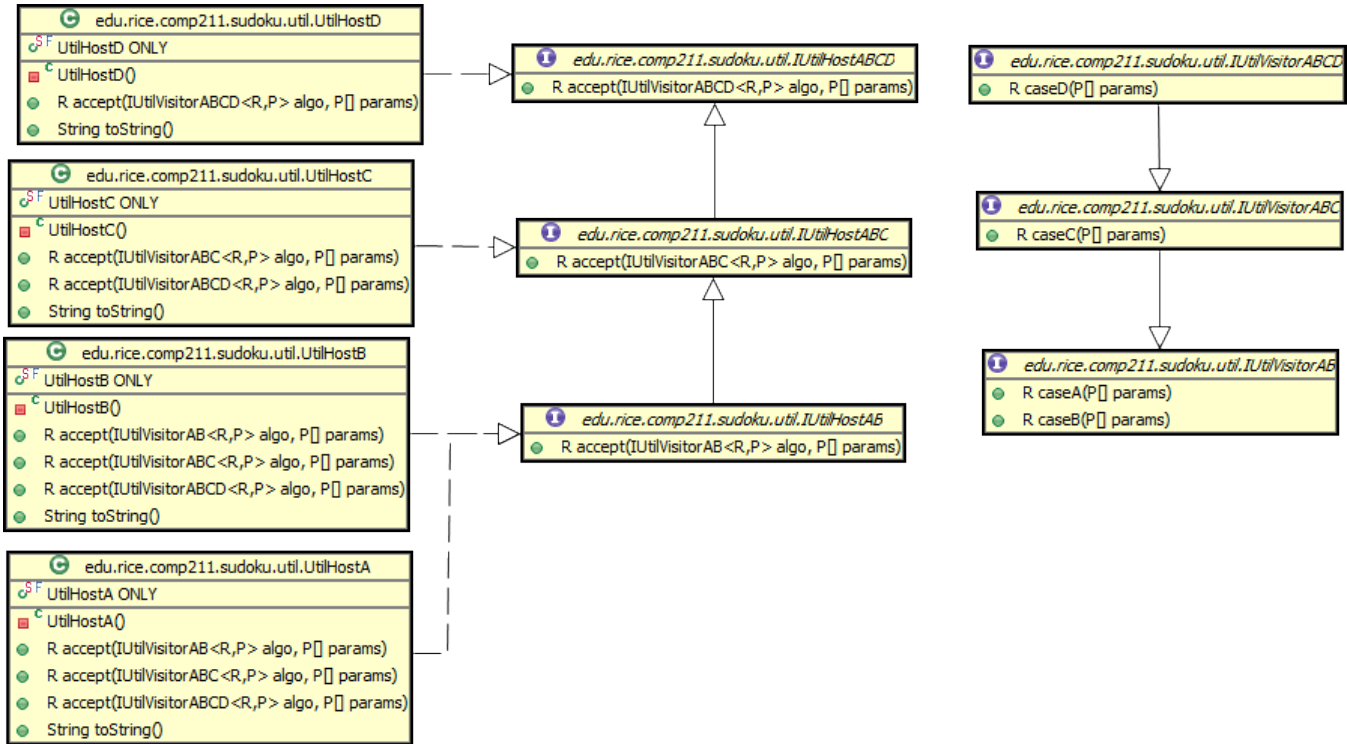 edu.rice.comp211.sudoku.util.UtilHostD
UtilHostD ONLY
UtilHostD()
R accept(IUtilVisitorABCD<R,P> algo, P[] params)
String toString()
edu.rice.comp211.sudoku.util.UtilHostC
UtilHostC ONLY
UtilHostC()
R accept(IUtilVisitorABC<R,P> algo, P[] params)
R accept(IUtilVisitorABCD<R,P> algo, P[] params)
String toString()
edu.rice.comp211.sudoku.util.UtilHostB
UtilHostB ONLY
UtilHostB()
R accept(IUtilVisitorAB<R,P> algo, P[] params)
R accept(IUtilVisitorABC<R,P> algo, P[] params)
R accept(IUtilVisitorABCD<R,P> algo, P[] params)
String toString()
edu.rice.comp211.sudoku.util.UtilHostA
UtilHostA ONLY
UtilHostA()
R accept(IUtilVisitorAB<R,P> algo, P[] params)
R accept(IUtilVisitorABC<R,P> algo, P[] params)
R accept(IUtilVisitorABCD<R,P> algo, P[] params)
String toString()
edu.rice.comp211.sudoku.util.IUtilHostABCD
R accept(IUtilVisitorABCD<R,P> algo, P[] params)
edu.rice.comp211.sudoku.util.IUtilHostABC
R accept(IUtilVisitorABC<R,P> algo, P[] params)
edu.rice.comp211.sudoku.util.IUtilHostAB
R accept(IUtilVisitorAB<R,P> algo, P[] params)
edu.rice.comp211.sudoku.util.IUtilVisitorABCD
R caseD(P[] params)
edu.rice.comp211.sudoku.util.IUtilVisitorABC
R caseC(P[] params)
edu.rice.comp211.sudoku.util.IUtilVisitorAB
R caseA(P[] params)
R caseB(P[] params)